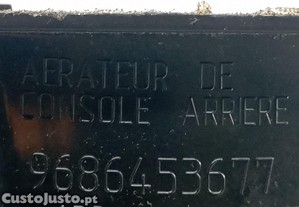 AERATEUR DE
CONSOLE ARRIERE
9686453677
CustoJusto.pt